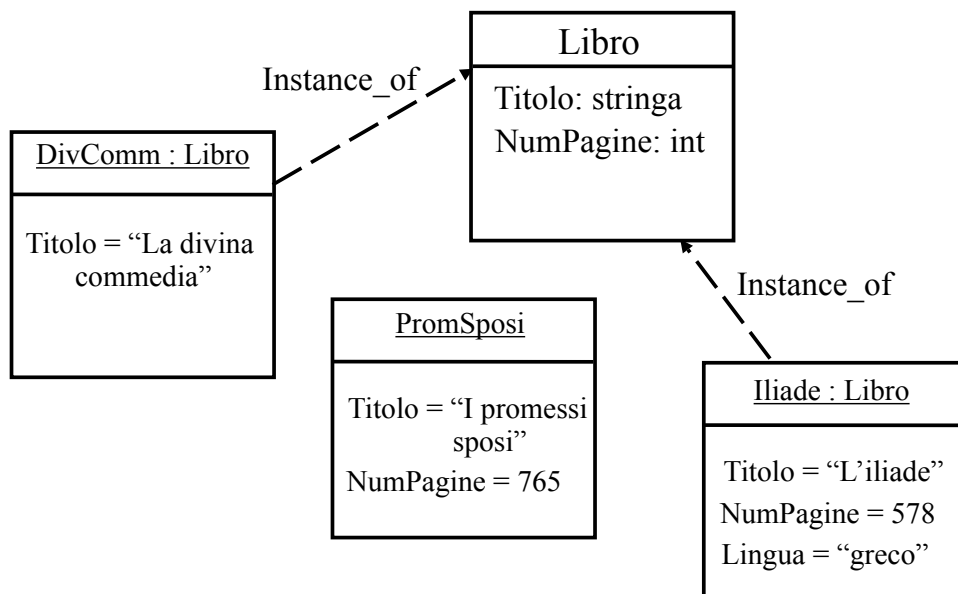 Libro
Titolo: stringa
NumPagine: int
Instance_of
DivComm : Libro
Titolo = “La divina
commedia”
Instance_of
PromSposi
Titolo = “I promessi
sposi”
NumPagine = 765
Iliade : Libro
Titolo = “L’iliade”
NumPagine = 578
Lingua = “greco”